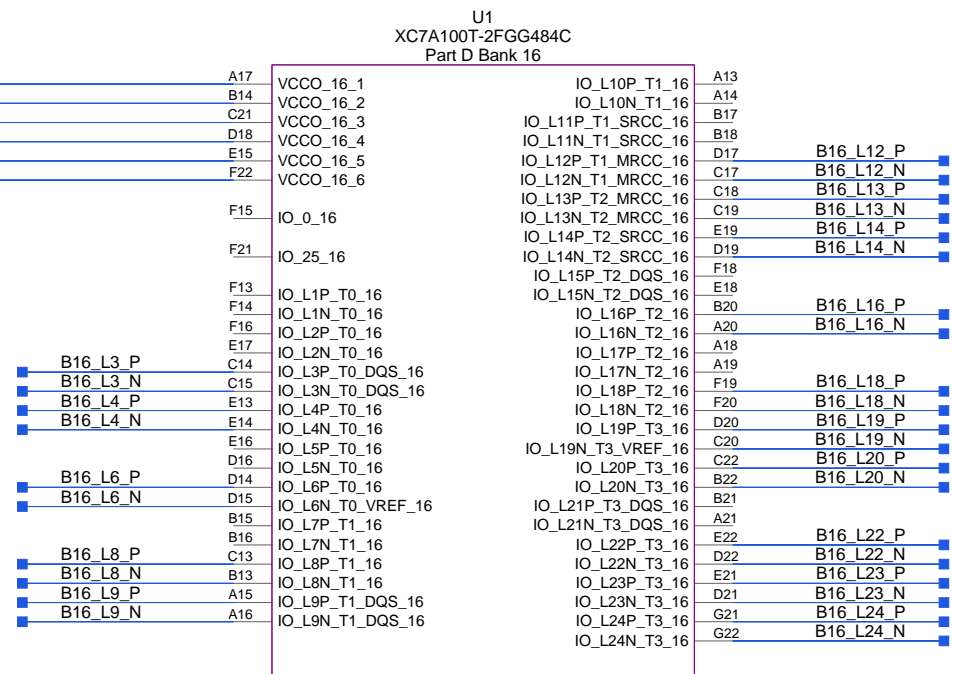 U1
XC7A100T-2FGG484C
Part D Bank 16
A17 VCCO_16_1
B14 VCCO_16_2
C21 VCCO_16_3
D18 VCCO_16_4
E15 VCCO_16_5
F22 VCCO_16_6
F15 IO_0_16
F21 IO_25_16
F13 IO_L1P_T0_16
F14 IO_L1N_T0_16
F16 IO_L2P_T0_16
E17 IO_L2N_T0_16
B16_L3_P C14 IO_L3P_T0_DQS_16
B16_L3_N C15 IO_L3N_T0_DQS_16
B16_L4_P E13 IO_L4P_T0_16
B16_L4_N E14 IO_L4N_T0_16
E16 IO_L5P_T0_16
D16 IO_L5N_T0_16
B16_L6_P D14 IO_L6P_T0_16
B16_L6_N D15 IO_L6N_T0_VREF_16
B15 IO_L7P_T1_16
B16 IO_L7N_T1_16
B16_L8_P C13 IO_L8P_T1_16
B16_L8_N B13 IO_L8N_T1_16
B16_L9_P A15 IO_L9P_T1_DQS_16
B16_L9_N A16 IO_L9N_T1_DQS_16
IO_L10P_T1_16 A13
IO_L10N_T1_16 A14
IO_L11P_T1_SRCC_16 B17
IO_L11N_T1_SRCC_16 B18
IO_L12P_T1_MRCC_16 D17 B16_L12_P
IO_L12N_T1_MRCC_16 C17 B16_L12_N
IO_L13P_T2_MRCC_16 C18 B16_L13_P
IO_L13N_T2_MRCC_16 C19 B16_L13_N
IO_L14P_T2_SRCC_16 E19 B16_L14_P
IO_L14N_T2_SRCC_16 D19 B16_L14_N
IO_L15P_T2_DQS_16 F18
IO_L15N_T2_DQS_16 E18
IO_L16P_T2_16 B20 B16_L16_P
IO_L16N_T2_16 A20 B16_L16_N
IO_L17P_T2_16 A18
IO_L17N_T2_16 A19
IO_L18P_T2_16 F19 B16_L18_P
IO_L18N_T2_16 F20 B16_L18_N
IO_L19P_T3_16 D20 B16_L19_P
IO_L19N_T3_VREF_16 C20 B16_L19_N
IO_L20P_T3_16 C22 B16_L20_P
IO_L20N_T3_16 B22 B16_L20_N
IO_L21P_T3_DQS_16 B21
IO_L21N_T3_DQS_16 A21
IO_L22P_T3_16 E22 B16_L22_P
IO_L22N_T3_16 D22 B16_L22_N
IO_L23P_T3_16 E21 B16_L23_P
IO_L23N_T3_16 D21 B16_L23_N
IO_L24P_T3_16 G21 B16_L24_P
IO_L24N_T3_16 G22 B16_L24_N